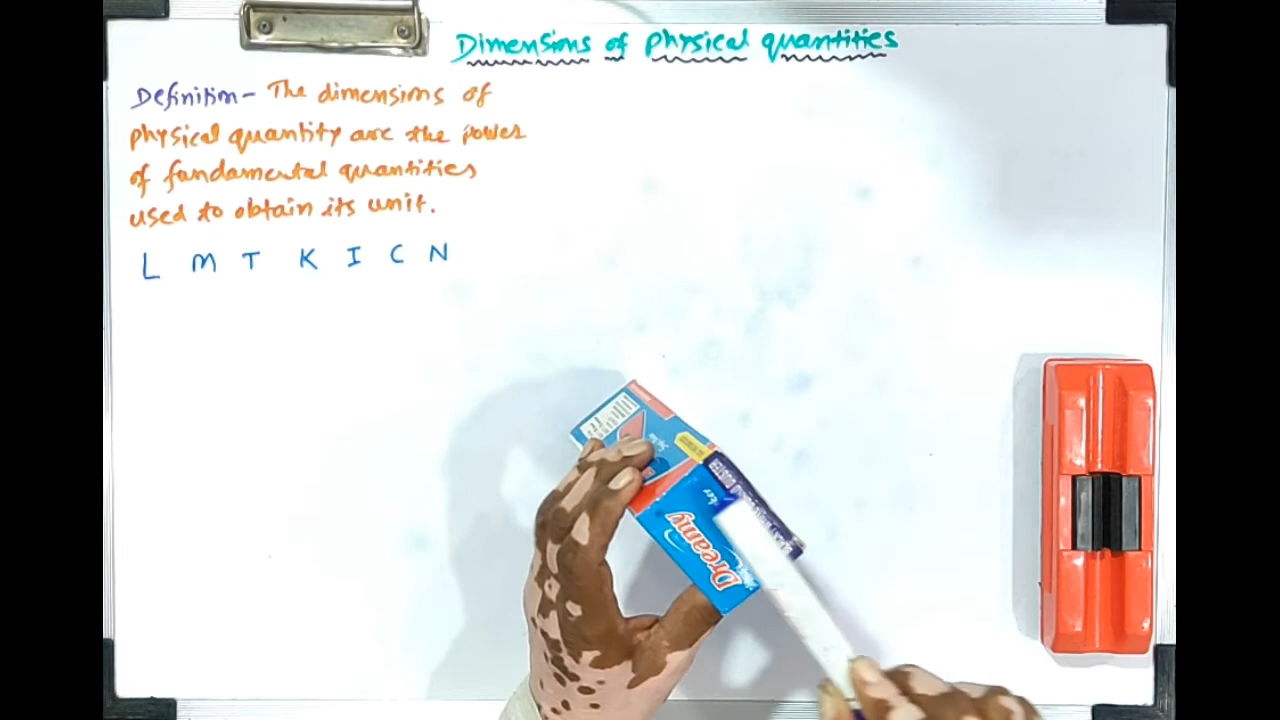 Dimensions of physical quantities
Definition- The dimensions of
physical quantity are the power
of fundamental quantities
used to obtain its unit.
L M T K I C N
Dreamy